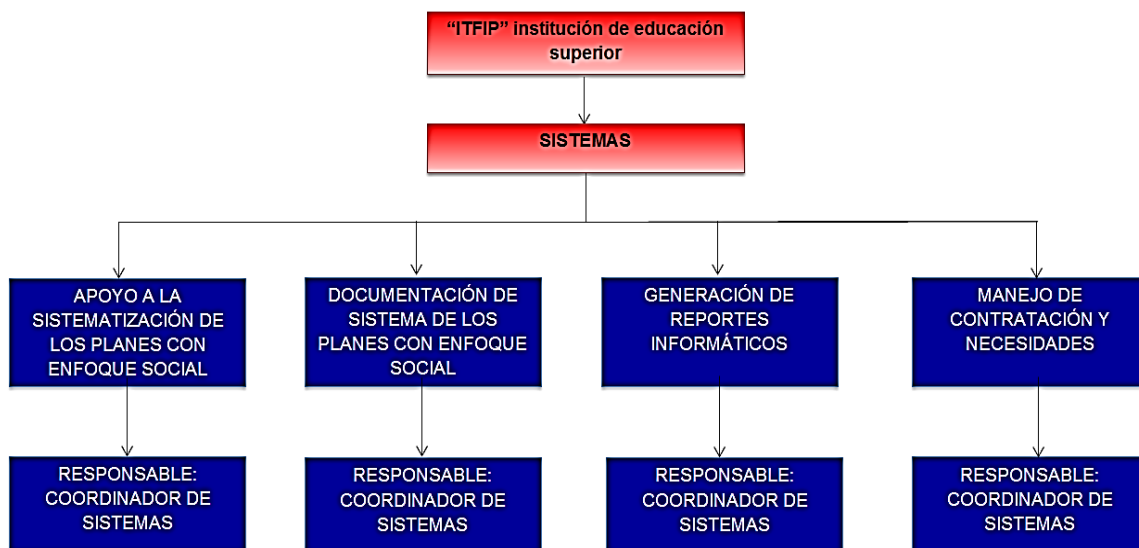 “ITFIP” institución de educación
superior
SISTEMAS
APOYO A LA
SISTEMATIZACIÓN DE
LOS PLANES CON
ENFOQUE SOCIAL
DOCUMENTACIÓN DE
SISTEMA DE LOS
PLANES CON ENFOQUE
SOCIAL
GENERACIÓN DE
REPORTES
INFORMÁTICOS
MANEJO DE
CONTRATACIÓN Y
NECESIDADES
RESPONSABLE:
COORDINADOR DE
SISTEMAS
RESPONSABLE:
COORDINADOR DE
SISTEMAS
RESPONSABLE:
COORDINADOR DE
SISTEMAS
RESPONSABLE:
COORDINADOR DE
SISTEMAS